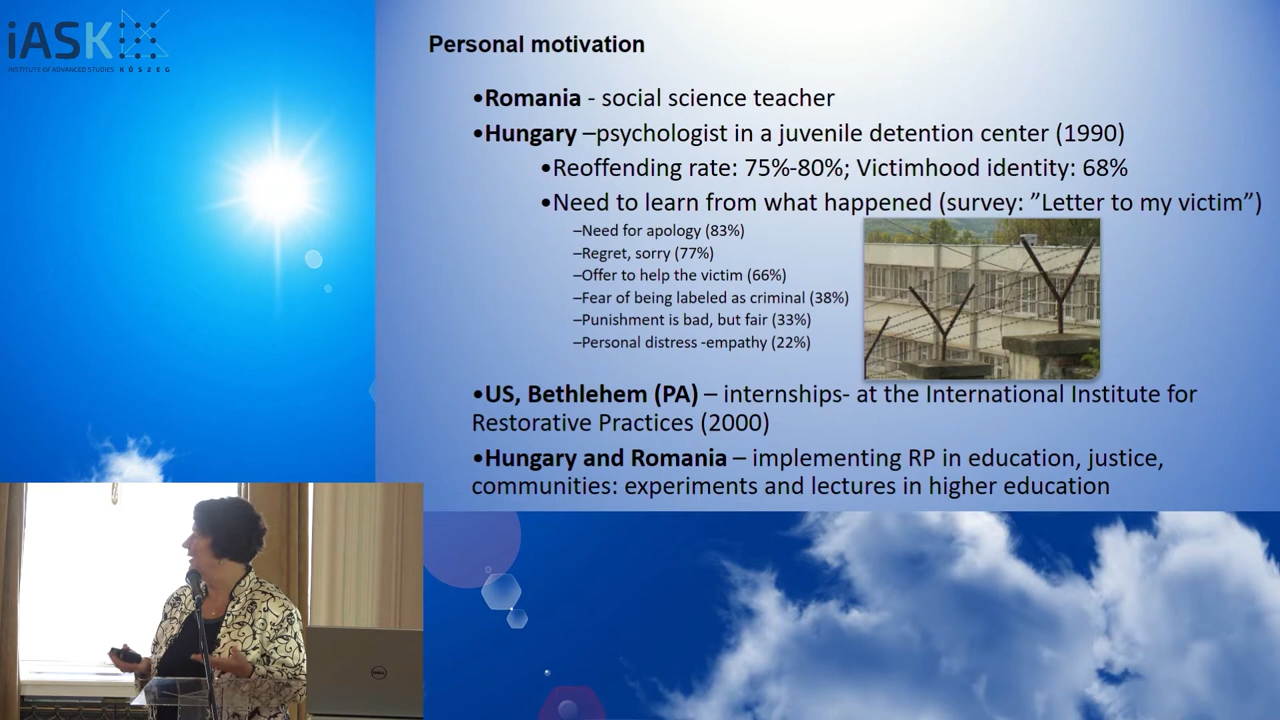 iASK
INSTITUTE OF ADVANCED STUDIES KŐSZEG
Personal motivation
•Romania - social science teacher
•Hungary –psychologist in a juvenile detention center (1990)
•Reoffending rate: 75%-80%; Victimhood identity: 68%
•Need to learn from what happened (survey: ”Letter to my victim”)
–Need for apology (83%)
–Regret, sorry (77%)
–Offer to help the victim (66%)
–Fear of being labeled as criminal (38%)
–Punishment is bad, but fair (33%)
–Personal distress -empathy (22%)
•US, Bethlehem (PA) – internships- at the International Institute for
Restorative Practices (2000)
•Hungary and Romania – implementing RP in education, justice,
communities: experiments and lectures in higher education
DELL